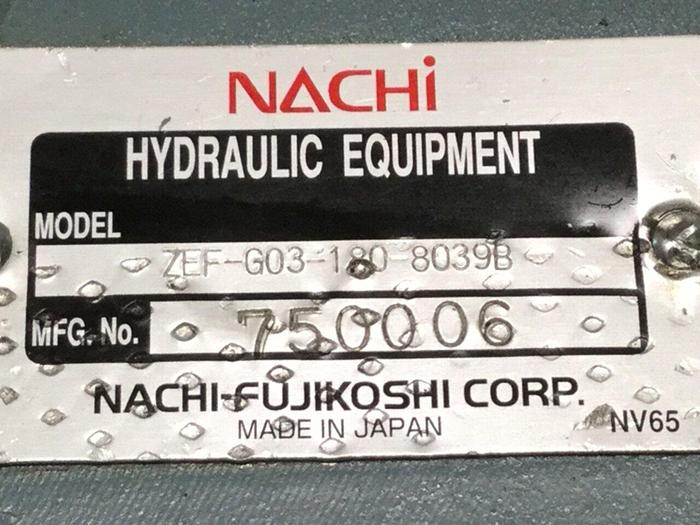 NACHi
HYDRAULIC EQUIPMENT
MODEL
ZEF-G03-180-8039B
MFG. No. 750006
NACHI-FUJIKOSHI CORP.
MADE IN JAPAN
NV65